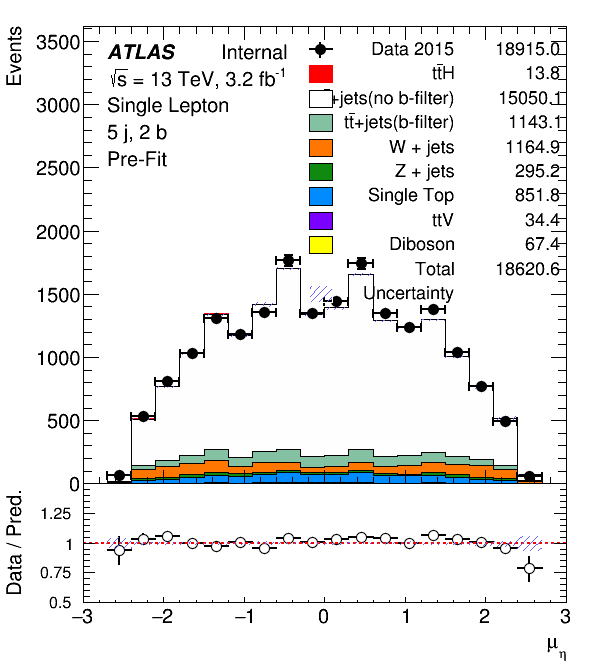 Events
3500
3000
2500
2000
1500
1000
500
0
ATLAS Internal
√s = 13 TeV, 3.2 fb-1
Single Lepton
5 j, 2 b
Pre-Fit
Data 2015 18915.0
tt̄H 13.8
+jets(no b-filter) 15050.1
tt̄+jets(b-filter) 1143.1
W + jets 1164.9
Z + jets 295.2
Single Top 851.8
ttV 34.4
Diboson 67.4
Total 18620.6
Uncertainty
Data / Pred.
1.25
1
0.75
0.5
−3 −2 −1 0 1 2 3
μη